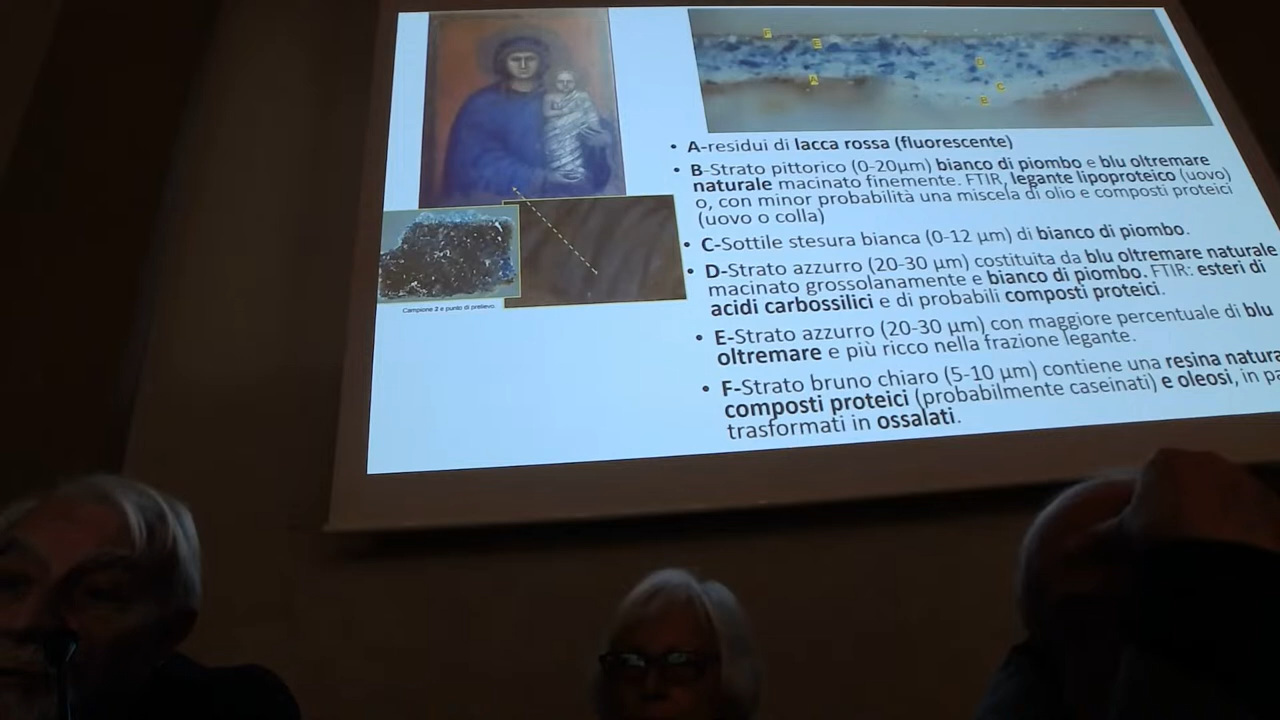 F
E
D
A
C
B
• A-residui di lacca rossa (fluorescente)
• B-Strato pittorico (0-20µm) bianco di piombo e blu oltremare
naturale macinato finemente. FTIR, legante lipoproteico (uovo)
o, con minor probabilità una miscela di olio e composti proteici
(uovo o colla)
• C-Sottile stesura bianca (0-12 µm) di bianco di piombo.
• D-Strato azzurro (20-30 µm) costituita da blu oltremare naturale
macinato grossolanamente e bianco di piombo. FTIR: esteri di
acidi carbossilici e di probabili composti proteici.
• E-Strato azzurro (20-30 µm) con maggiore percentuale di blu
oltremare e più ricco nella frazione legante.
• F-Strato bruno chiaro (5-10 µm) contiene una resina natura
composti proteici (probabilmente caseinati) e oleosi, in pa
trasformati in ossalati.
Campione 2 e punto di prelievo.